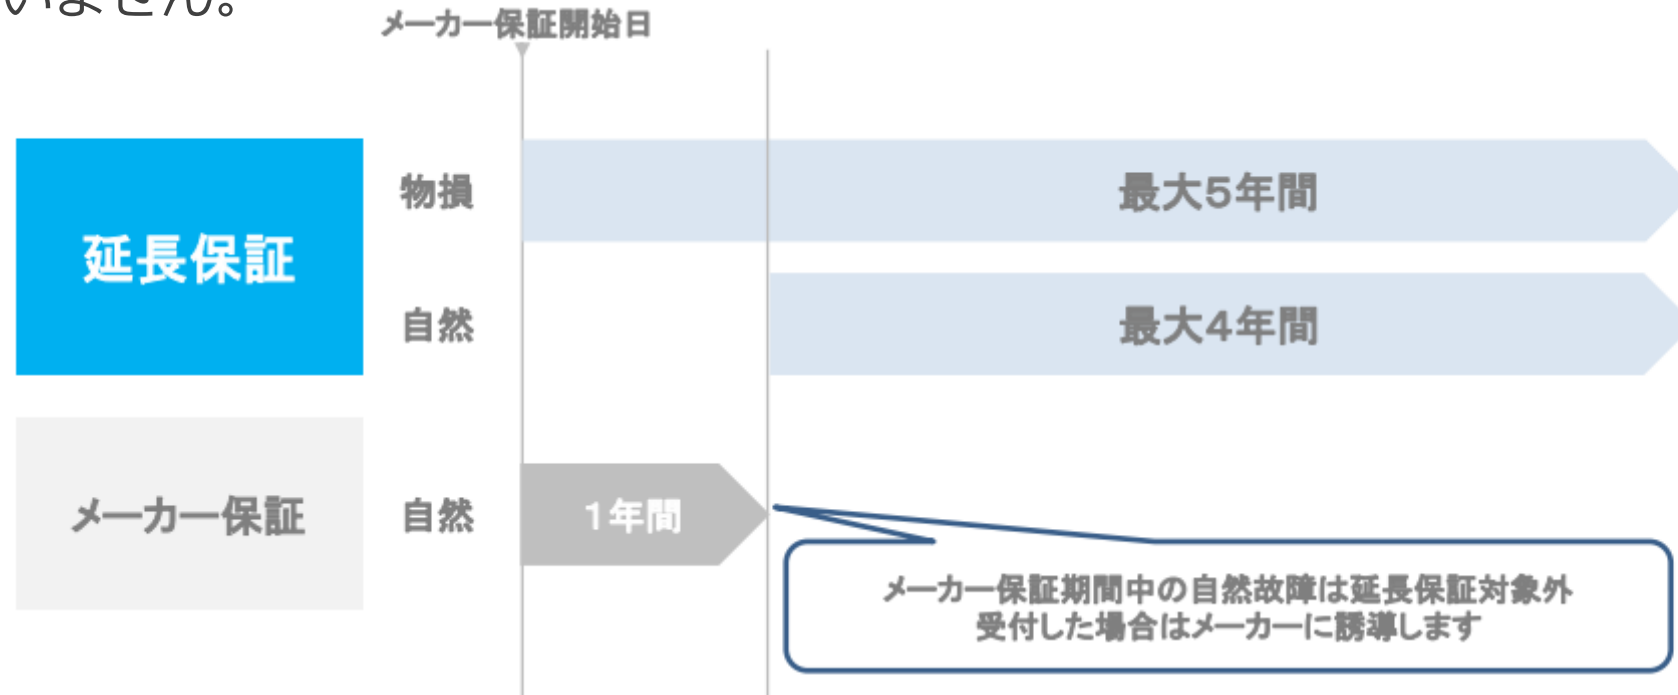 いません。
メーカー保証開始日
延長保証
物損
最大5年間
自然
最大4年間
メーカー保証
自然
1年間
メーカー保証期間中の自然故障は延長保証対象外
受付した場合はメーカーに誘導します